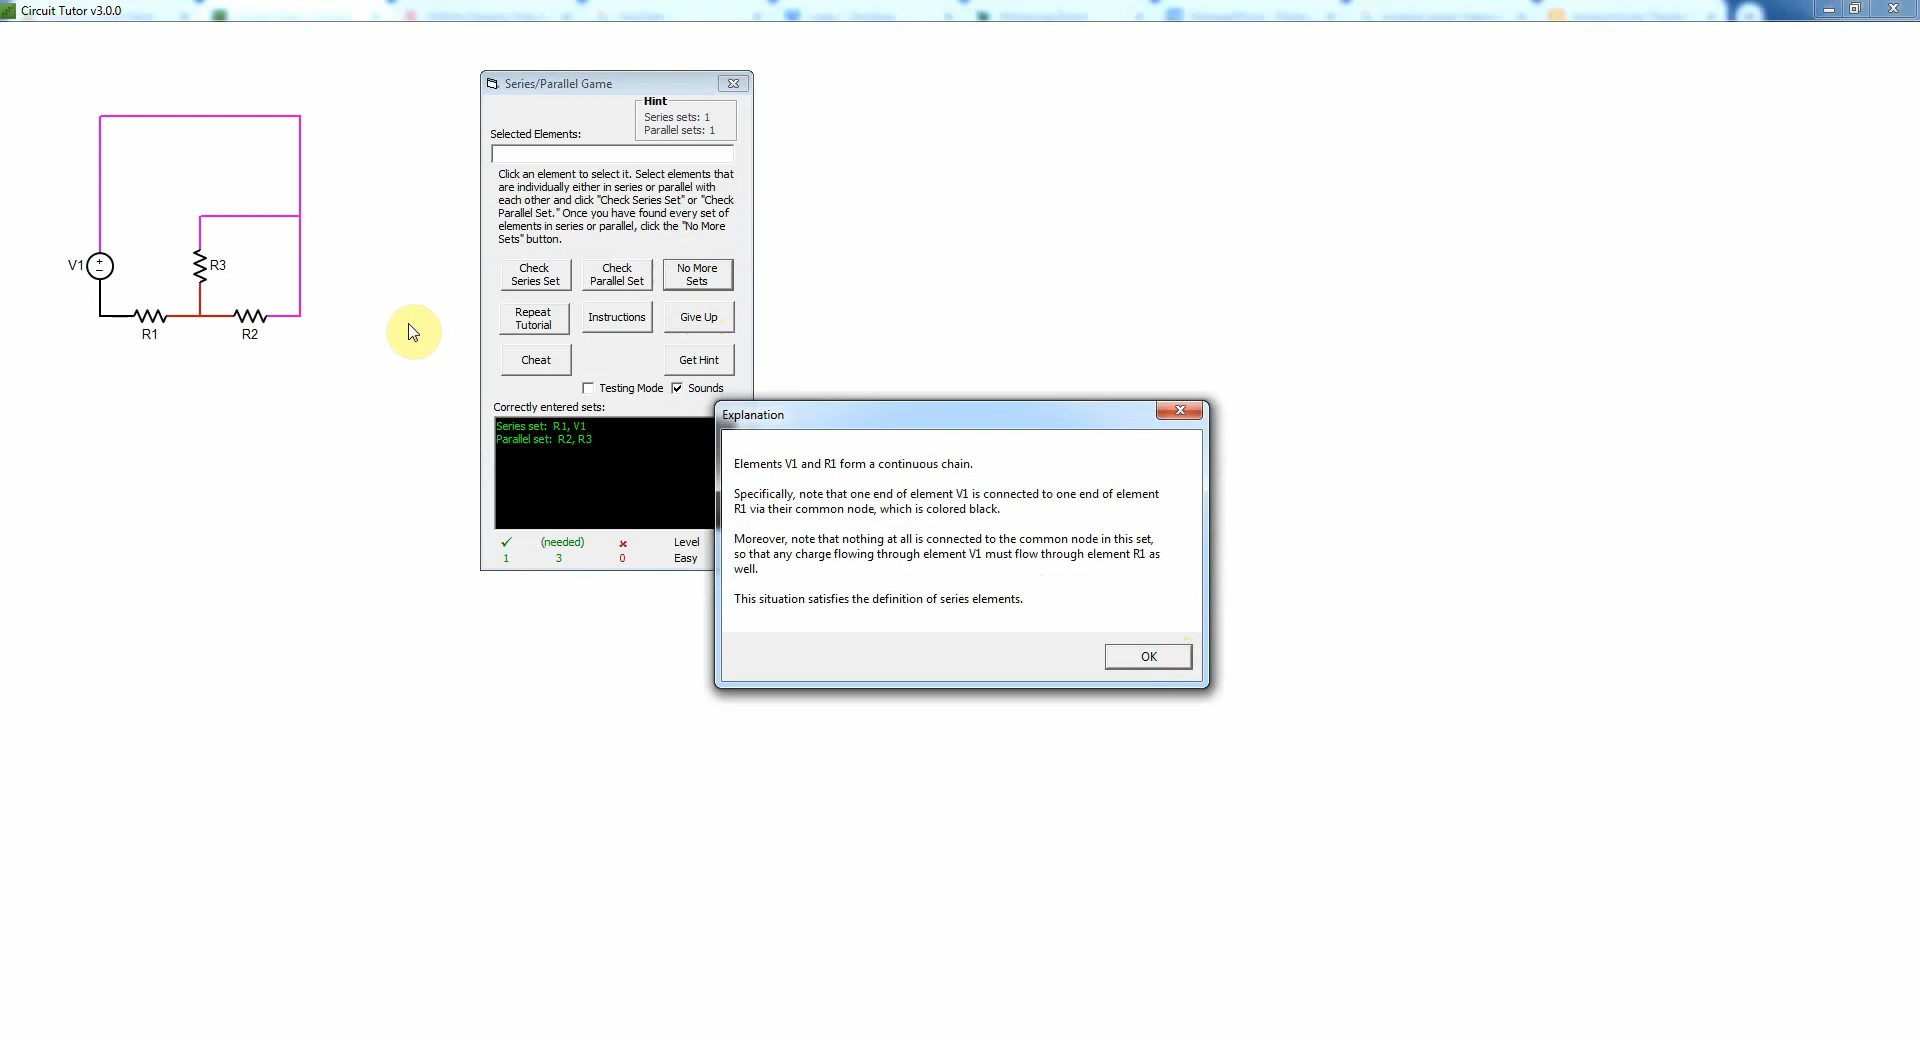 Circuit Tutor v3.0.0
V1
R3
R1
R2
Series/Parallel Game
Hint
Series sets: 1
Parallel sets: 1
Selected Elements:
Click an element to select it. Select elements that
are individually either in series or parallel with
each other and click "Check Series Set" or "Check
Parallel Set." Once you have found every set of
elements in series or parallel, click the "No More
Sets" button.
Check
Series Set
Check
Parallel Set
No More
Sets
Repeat
Tutorial
Instructions
Give Up
Cheat
Get Hint
Testing Mode
Sounds
Correctly entered sets:
Series set: R1, V1
Parallel set: R2, R3
(needed)
Level
1
3
0
Easy
Explanation
Elements V1 and R1 form a continuous chain.
Specifically, note that one end of element V1 is connected to one end of element
R1 via their common node, which is colored black.
Moreover, note that nothing at all is connected to the common node in this set,
so that any charge flowing through element V1 must flow through element R1 as
well.
This situation satisfies the definition of series elements.
OK